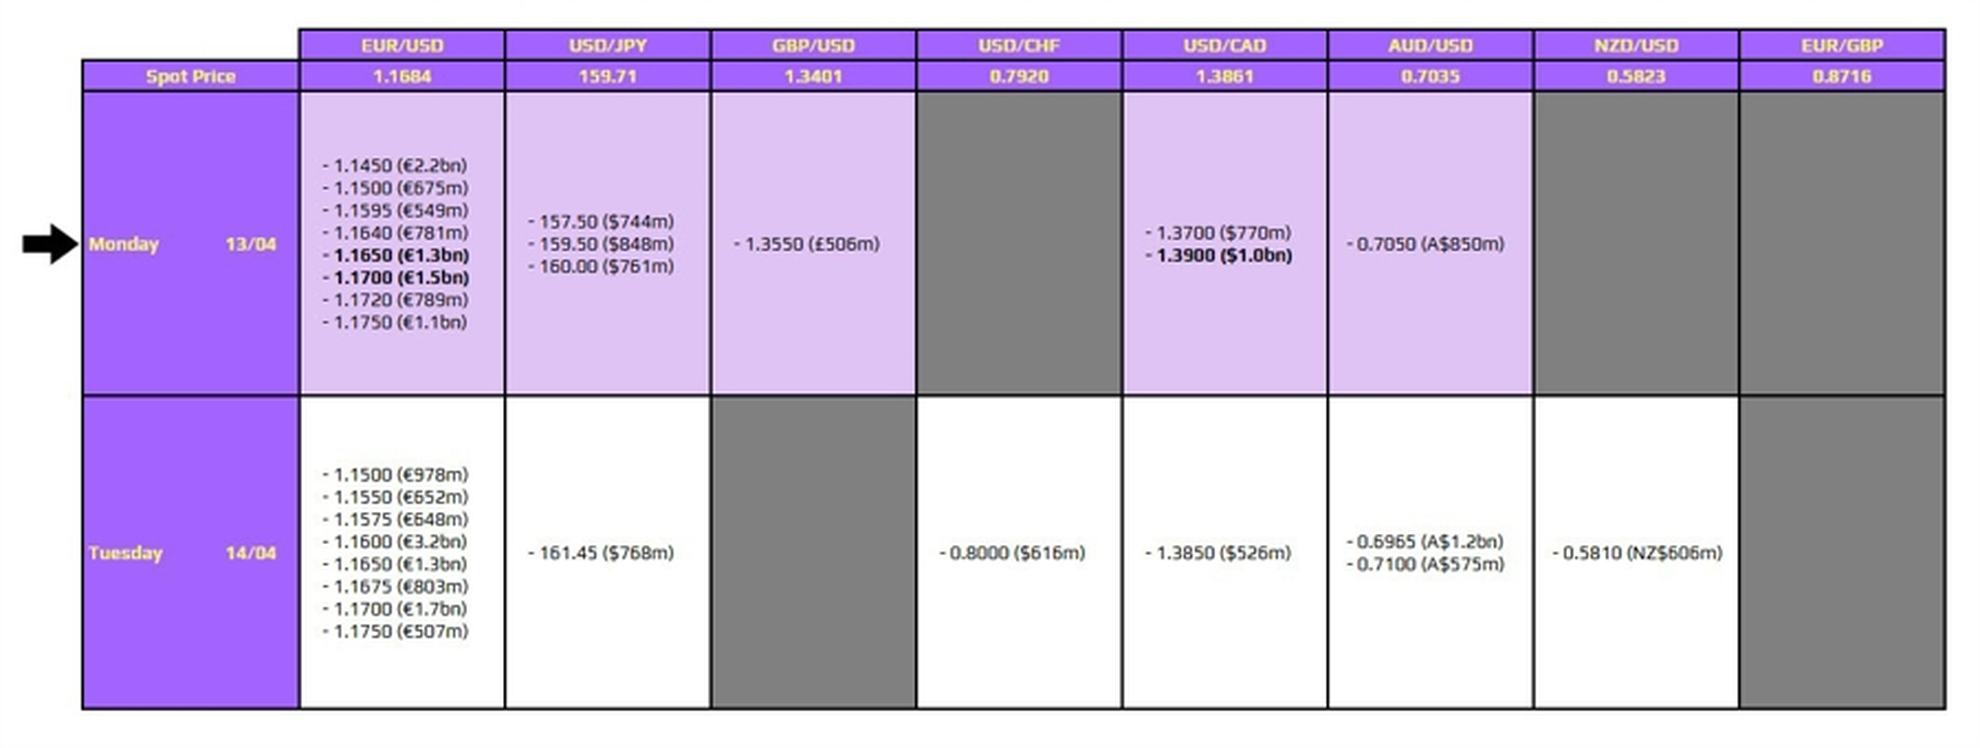 EUR/USD USD/JPY GBP/USD USD/CHF USD/CAD AUD/USD NZD/USD EUR/GBP
Spot Price 1.1684 159.71 1.3401 0.7920 1.3861 0.7035 0.5823 0.8716
Monday 13/04
- 1.1450 (€2.2bn)
- 1.1500 (€675m)
- 1.1595 (€549m)
- 1.1640 (€781m)
- 1.1650 (€1.3bn)
- 1.1700 (€1.5bn)
- 1.1720 (€789m)
- 1.1750 (€1.1bn)
- 157.50 ($744m)
- 159.50 ($848m)
- 160.00 ($761m)
- 1.3550 (£506m)
- 1.3700 ($770m)
- 1.3900 ($1.0bn)
- 0.7050 (A$850m)
Tuesday 14/04
- 1.1500 (€978m)
- 1.1550 (€652m)
- 1.1575 (€648m)
- 1.1600 (€3.2bn)
- 1.1650 (€1.3bn)
- 1.1675 (€803m)
- 1.1700 (€1.7bn)
- 1.1750 (€507m)
- 161.45 ($768m)
- 0.8000 ($616m)
- 1.3850 ($526m)
- 0.6965 (A$1.2bn)
- 0.7100 (A$575m)
- 0.5810 (NZ$606m)